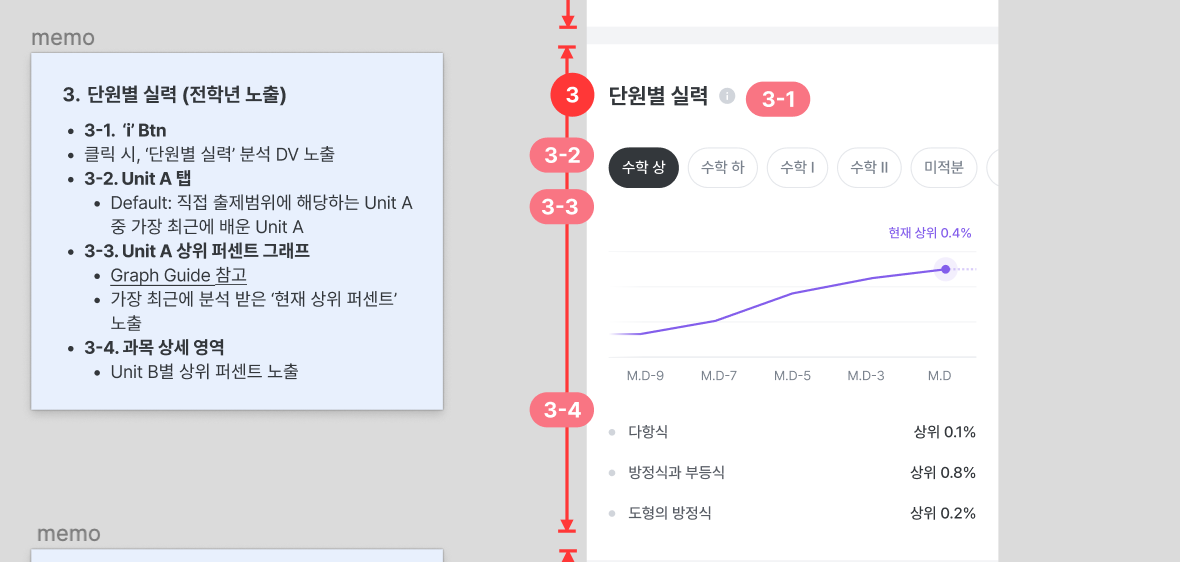 memo
3. 단원별 실력 (전학년 노출)
3-1. ‘i’ Btn
클릭 시, ‘단원별 실력’ 분석 DV 노출
3-2. Unit A 탭
Default: 직접 출제범위에 해당하는 Unit A
중 가장 최근에 배운 Unit A
3-3. Unit A 상위 퍼센트 그래프
Graph Guide 참고
가장 최근에 분석 받은 ‘현재 상위 퍼센트’
노출
3-4. 과목 상세 영역
Unit B별 상위 퍼센트 노출
memo
3
단원별 실력
i
3-1
3-2
수학 상
수학 하
수학 I
수학 II
미적분
3-3
현재 상위 0.4%
M.D-9
M.D-7
M.D-5
M.D-3
M.D
3-4
다항식
상위 0.1%
방정식과 부등식
상위 0.8%
도형의 방정식
상위 0.2%